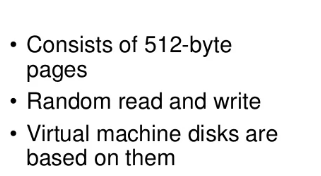 • Consists of 512-byte
pages
• Random read and write
• Virtual machine disks are
based on them